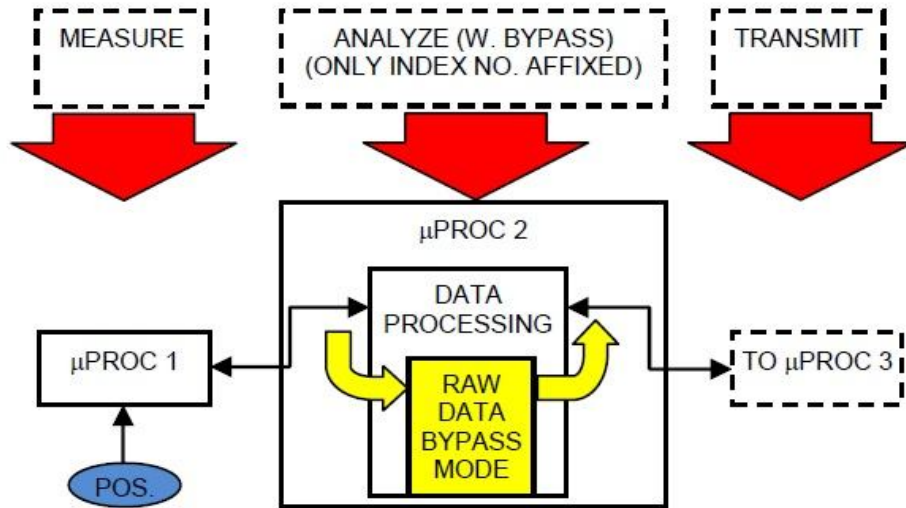 MEASURE
ANALYZE (W. BYPASS)
(ONLY INDEX NO. AFFIXED)
TRANSMIT
µPROC 2
DATA
PROCESSING
µPROC 1
RAW
DATA
BYPASS
MODE
TO µPROC 3
POS.